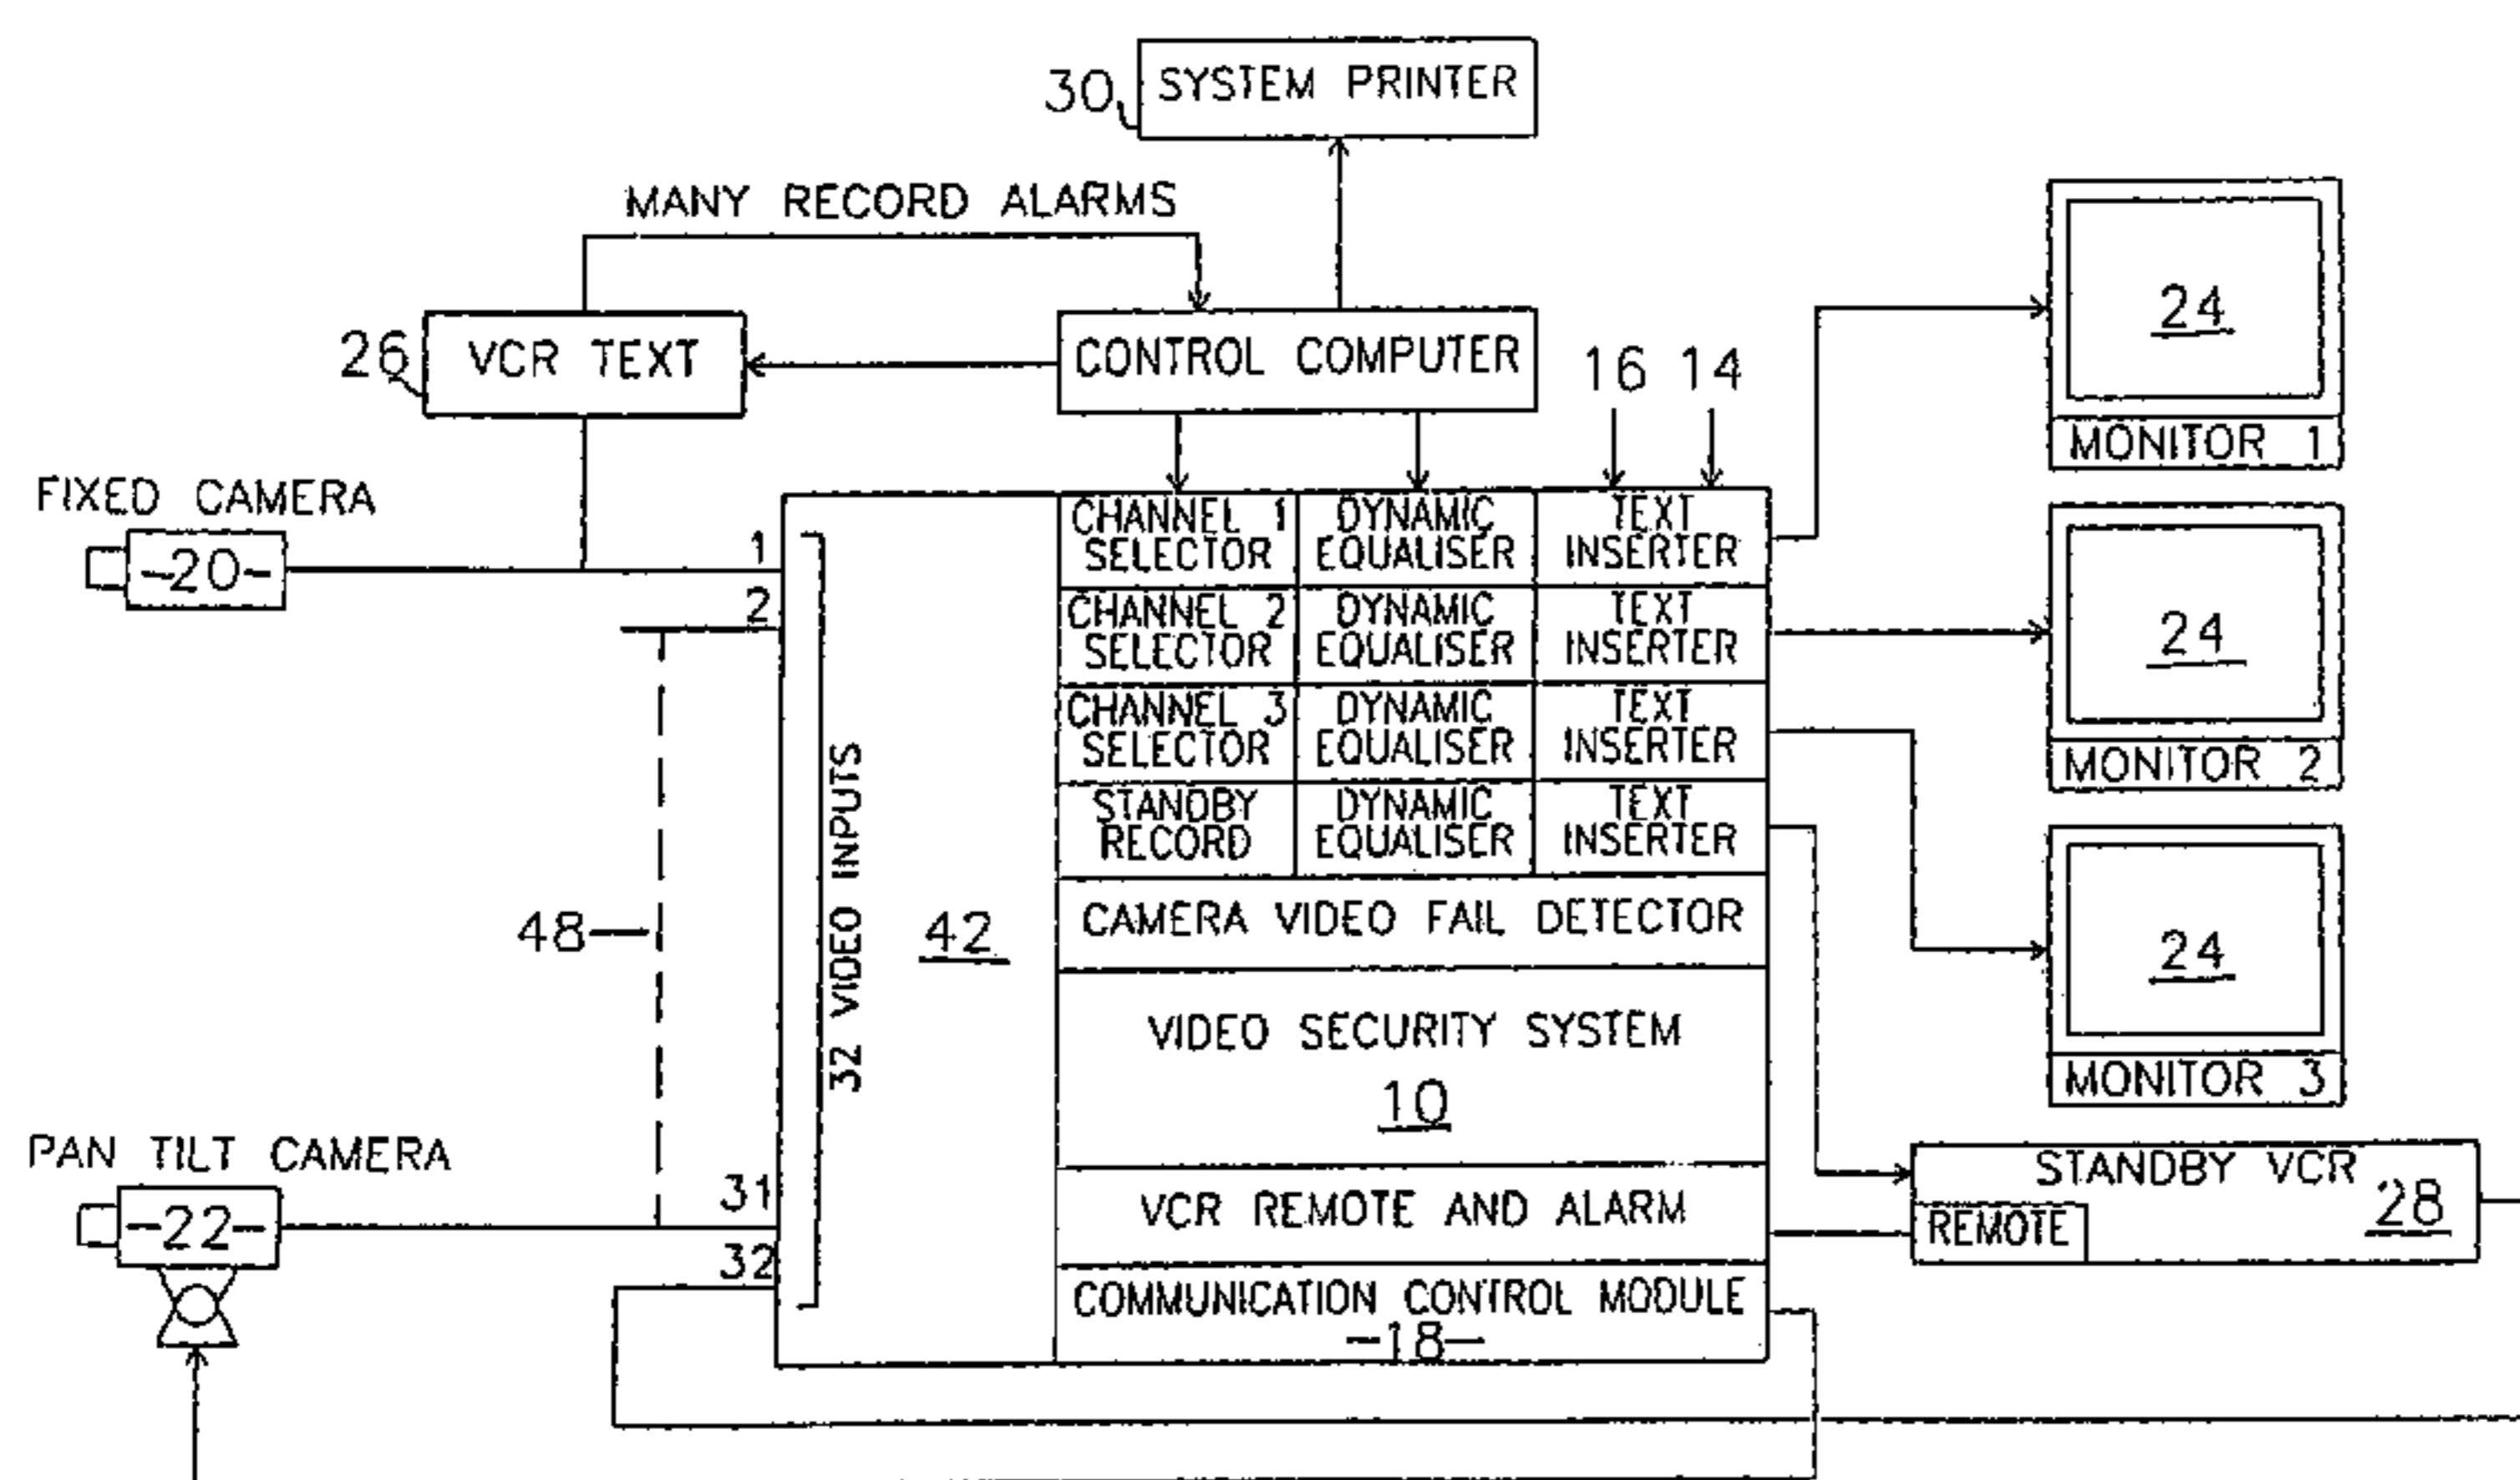 SYSTEM PRINTER
30
MANY RECORD ALARMS
26
VCR TEXT
CONTROL COMPUTER
16 14
24
MONITOR 1
FIXED CAMERA
-20-
1
2
CHANNEL 1
SELECTOR
DYNAMIC
EQUALISER
TEXT
INSERTER
CHANNEL 2
SELECTOR
DYNAMIC
EQUALISER
TEXT
INSERTER
24
MONITOR 2
CHANNEL 3
SELECTOR
DYNAMIC
EQUALISER
TEXT
INSERTER
STANDBY
RECORD
DYNAMIC
EQUALISER
TEXT
INSERTER
48
32 VIDEO INPUTS
42
CAMERA VIDEO FAIL DETECTOR
24
MONITOR 3
VIDEO SECURITY SYSTEM
10
PAN TILT CAMERA
-22-
31
32
VCR REMOTE AND ALARM
STANDBY VCR
28
REMOTE
COMMUNICATION CONTROL MODULE
-18-